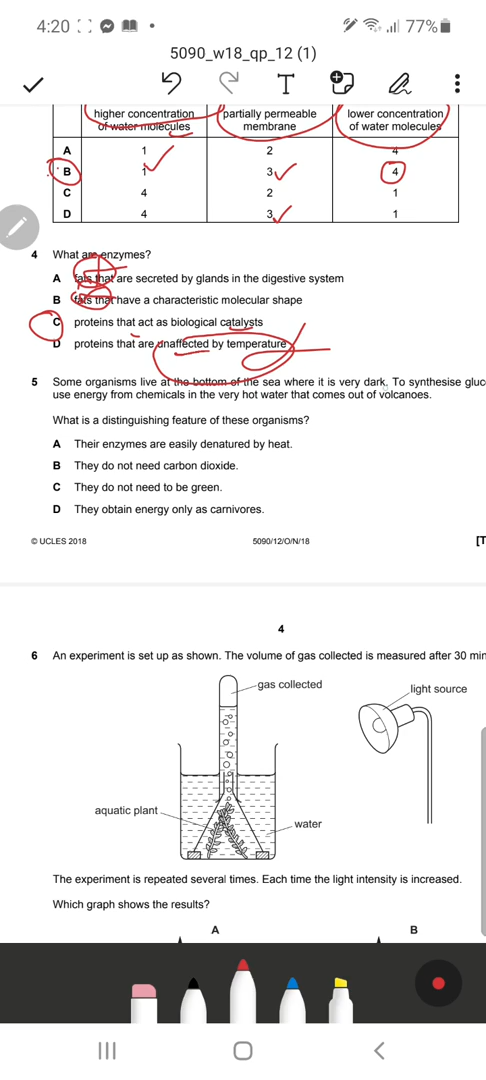 4:20
77%
5090_w18_qp_12 (1)
T
higher concentration of water molecules
partially permeable membrane
lower concentration of water molecules
A 1 2 4
B 1 3 4
C 4 2 1
D 4 3 1
4 What are enzymes?
A fats that are secreted by glands in the digestive system
B fats that have a characteristic molecular shape
C proteins that act as biological catalysts
D proteins that are unaffected by temperature
5 Some organisms live at the bottom of the sea where it is very dark. To synthesise gluc
use energy from chemicals in the very hot water that comes out of volcanoes.
What is a distinguishing feature of these organisms?
A Their enzymes are easily denatured by heat.
B They do not need carbon dioxide.
C They do not need to be green.
D They obtain energy only as carnivores.
© UCLES 2018
5090/12/O/N/18
[T
4
6 An experiment is set up as shown. The volume of gas collected is measured after 30 min
gas collected
light source
aquatic plant
water
The experiment is repeated several times. Each time the light intensity is increased.
Which graph shows the results?
A
B